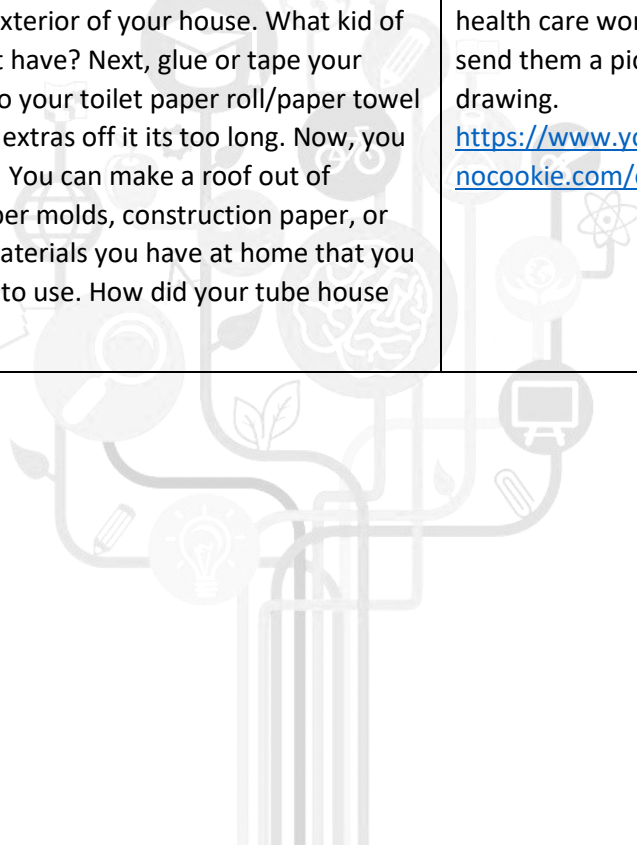 xterior of your house. What kid of
t have? Next, glue or tape your
o your toilet paper roll/paper towel
extras off it its too long. Now, you
You can make a roof out of
per molds, construction paper, or
aterials you have at home that you
to use. How did your tube house
health care wor
send them a pic
drawing.
https://www.yo
nocookie.com/e